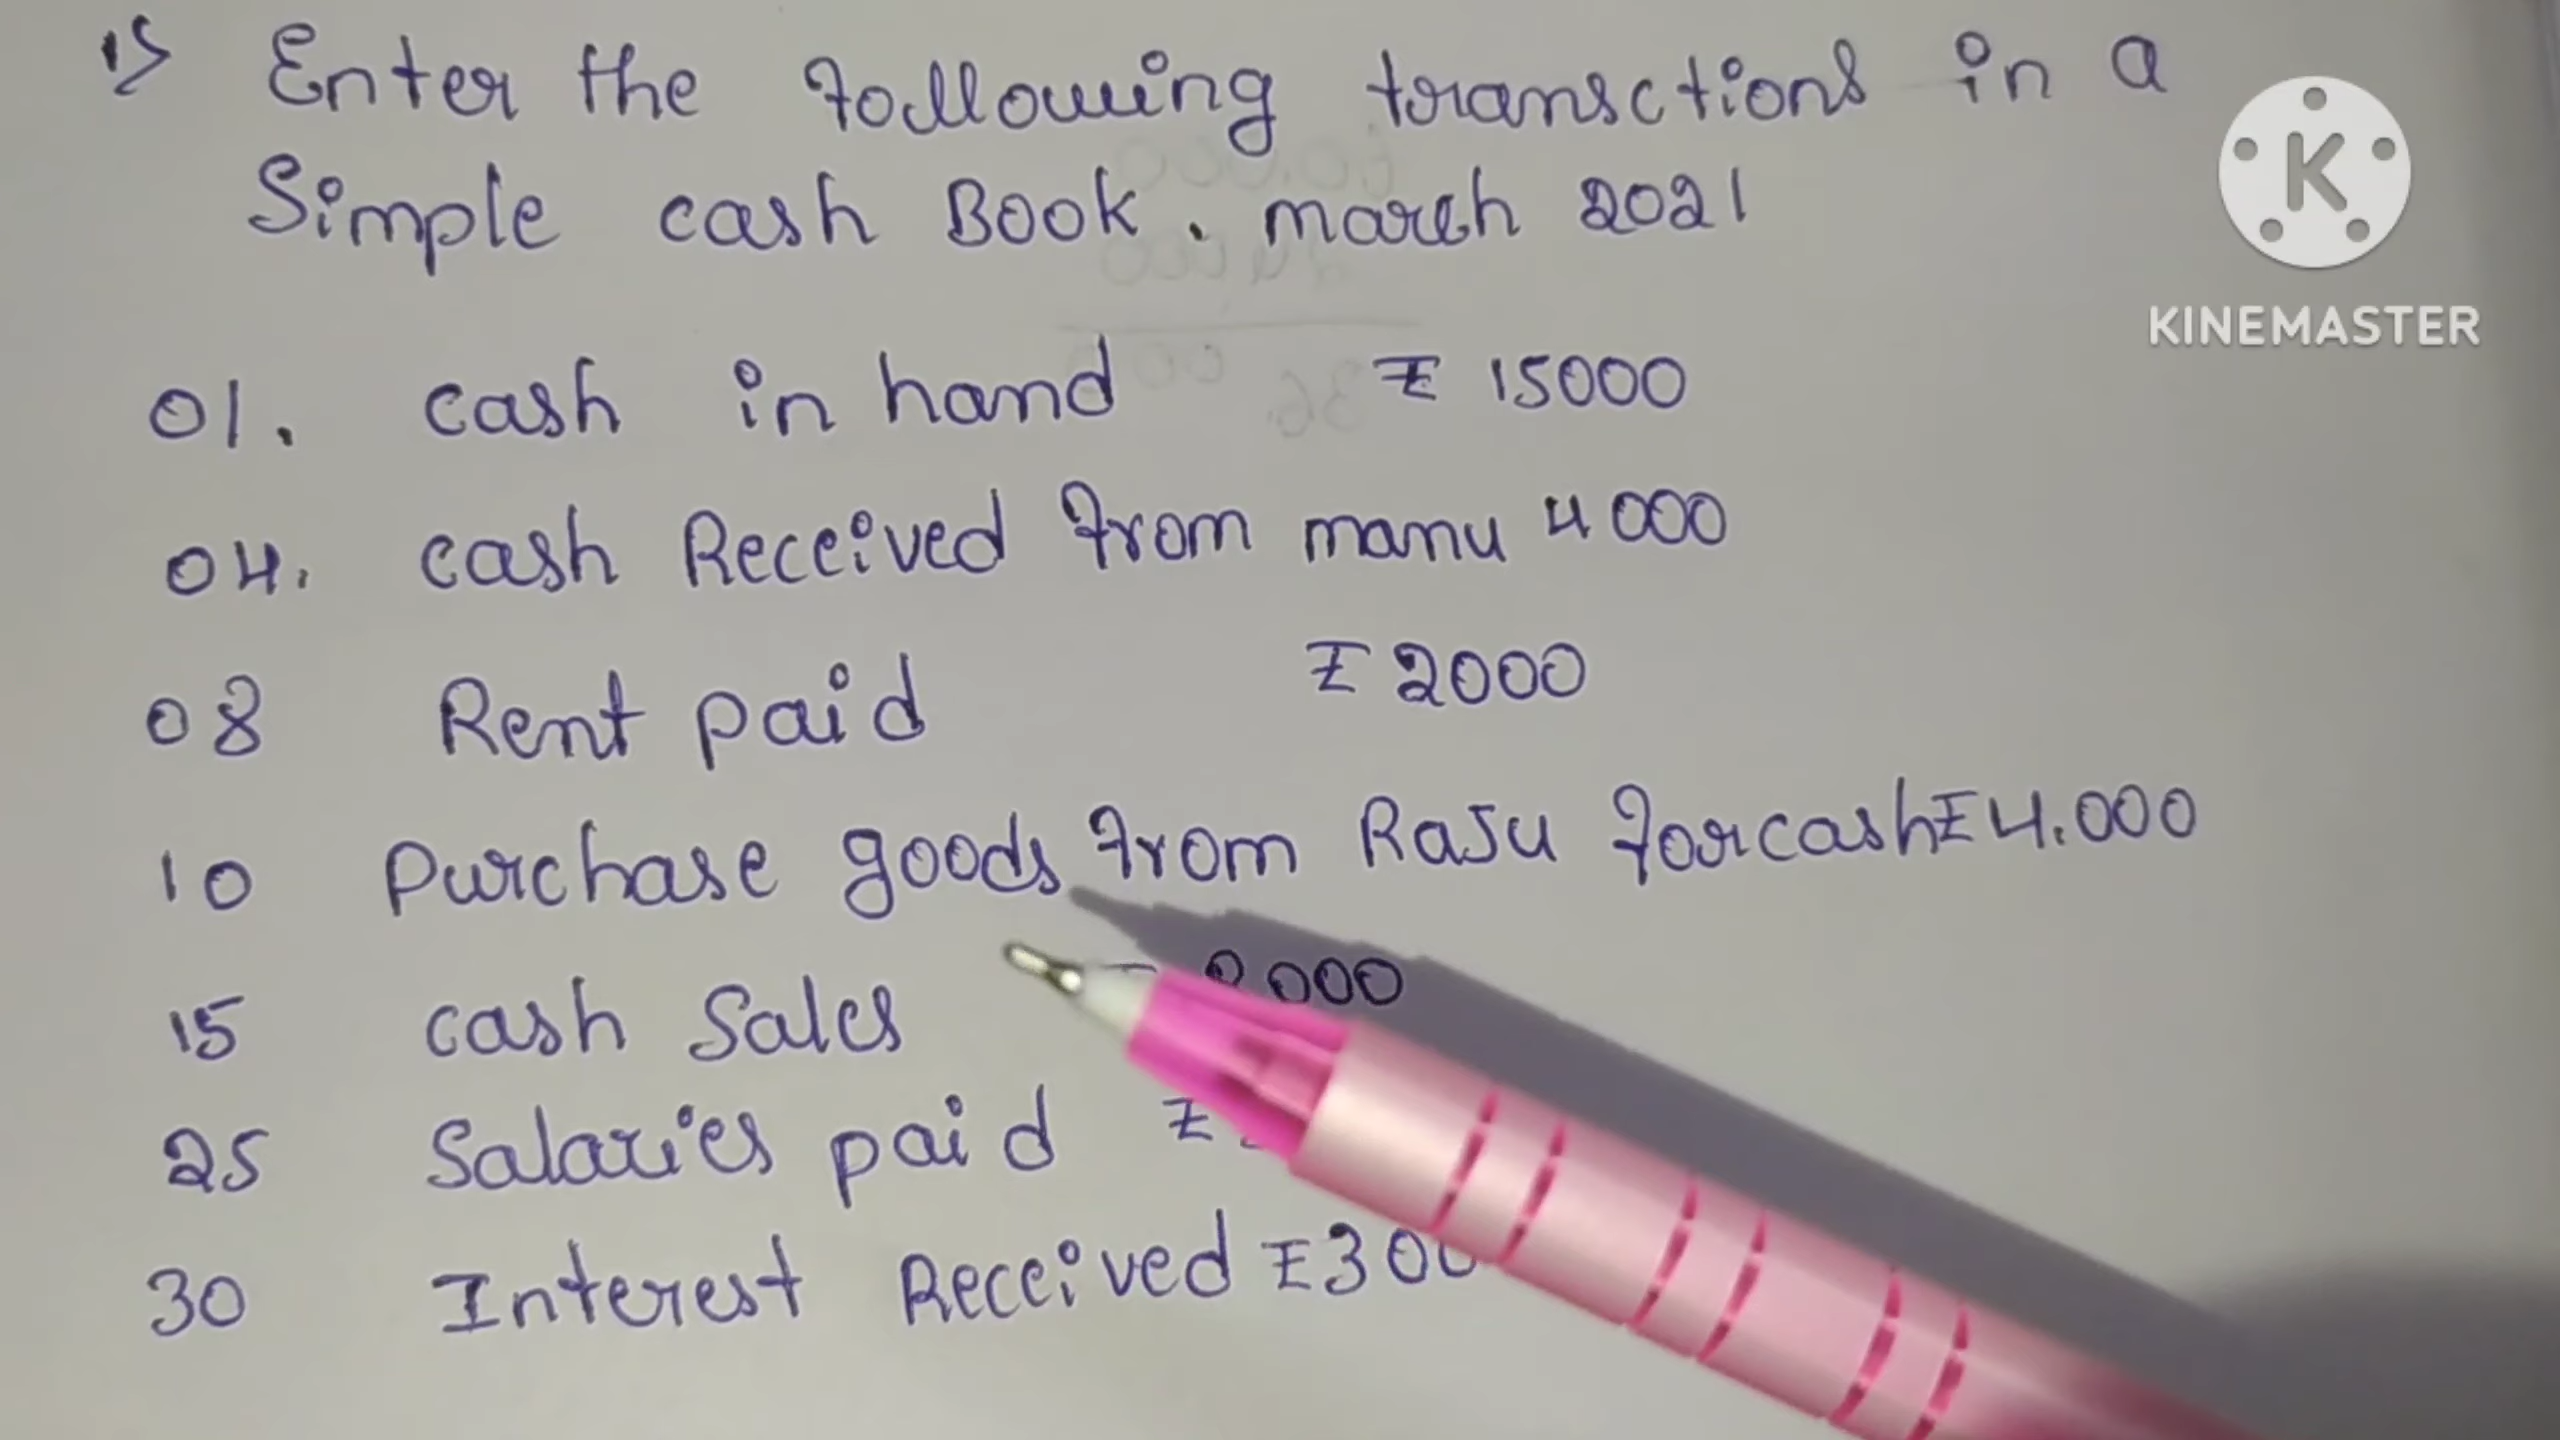 1) Enter the following transctions in a
Simple cash Book. march 2021
K
KINEMASTER
01. cash in hand ₹ 15000
04. cash Received from manu 4000
08 Rent paid ₹ 2000
10 Purchase goods from Raju for cash ₹ 4.000
15 cash Sales
25 Salaries paid ₹
30 Interest Received ₹ 300